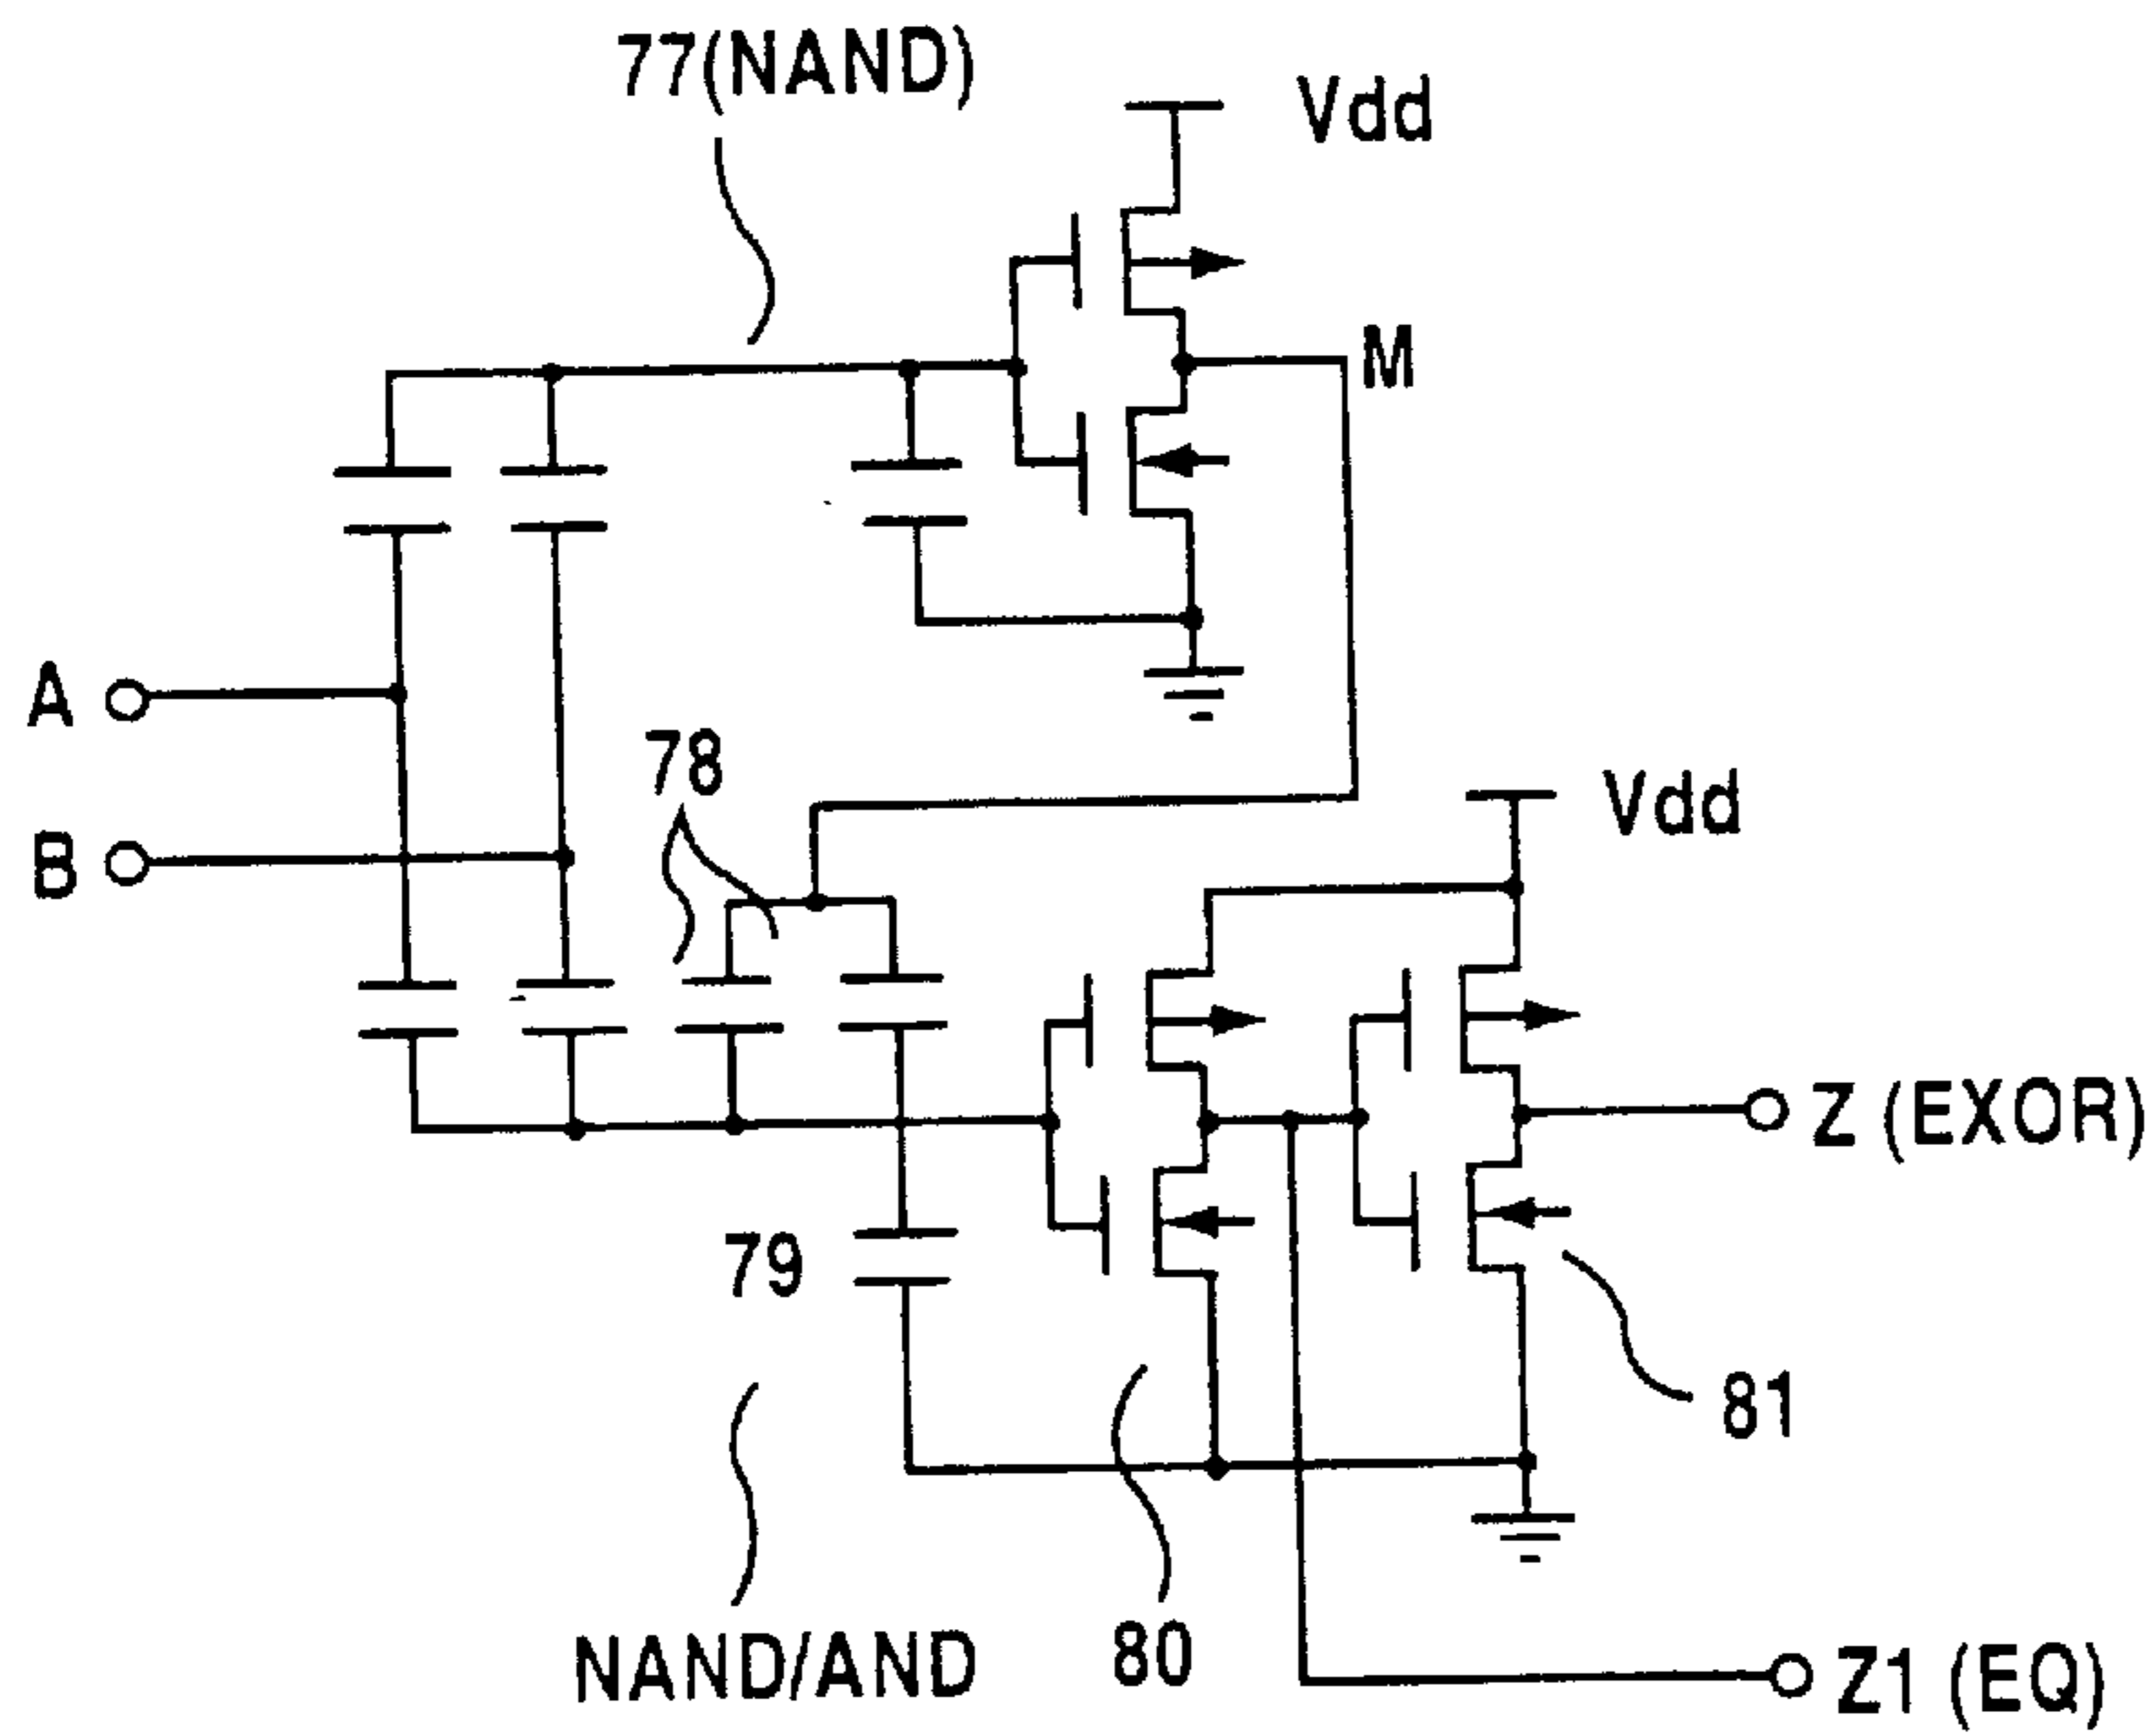 77(NAND)
Vdd
M
A
78
Vdd
B
Z (EXOR)
79
81
80
NAND/AND
Z1 (EQ)